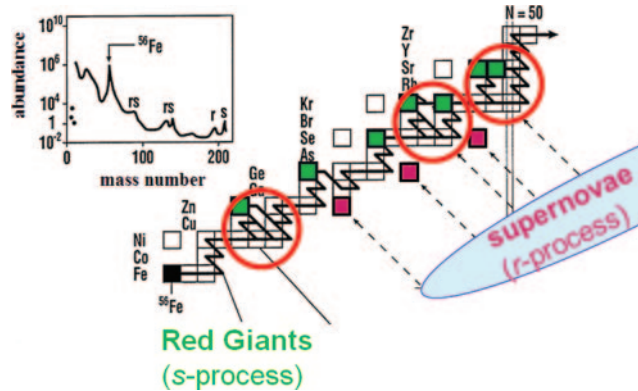 abundance
10¹⁰
10⁶
10⁴
1
10⁻²
⁵⁶Fe
rs
rs
r
s
0
100
200
mass number
N = 50
Zr
Y
Sr
Rb
Kr
Br
Se
As
Ge
Ga
Zn
Cu
Ni
Co
Fe
⁵⁶Fe
supernovae
(r-process)
Red Giants
(s-process)